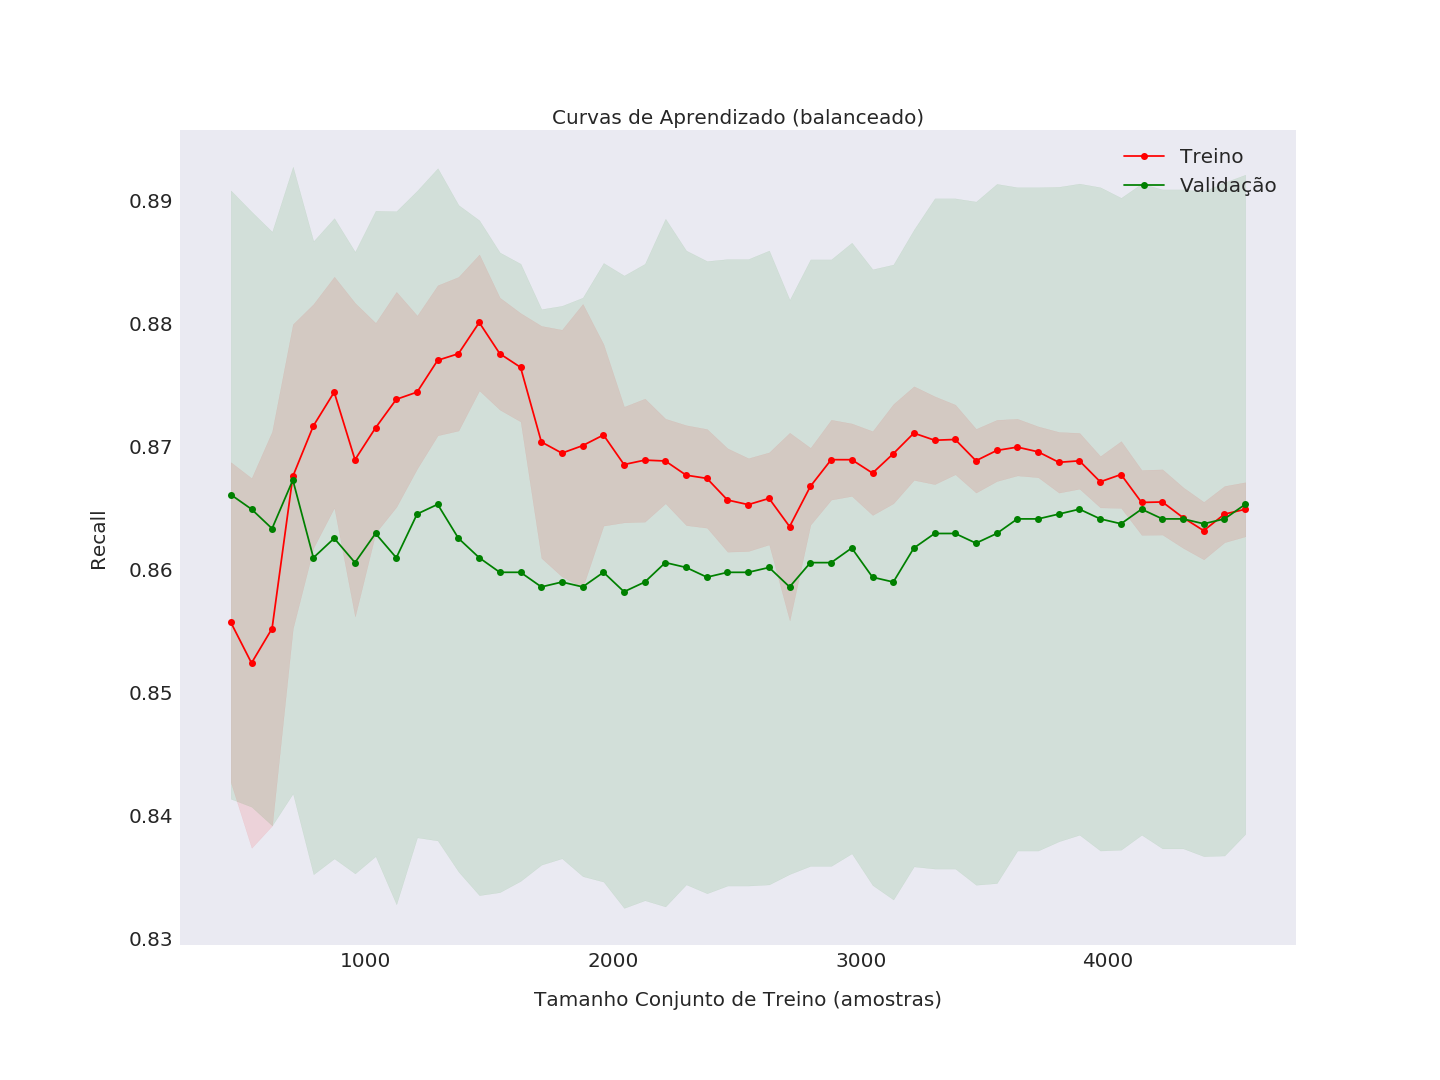 Curvas de Aprendizado (balanceado)
Treino
Validação
0.89
0.88
0.87
0.86
0.85
0.84
0.83
Recall
1000 2000 3000 4000
Tamanho Conjunto de Treino (amostras)